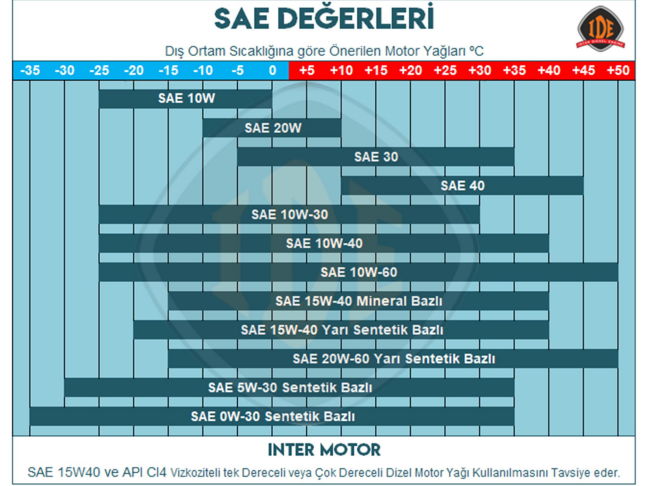 SAE DEĞERLERİ
IDE
Dış Ortam Sıcaklığına göre Önerilen Motor Yağları ºC
-35 -30 -25 -20 -15 -10 -5 0 +5 +10 +15 +20 +25 +30 +35 +40 +45 +50
SAE 10W
SAE 20W
SAE 30
SAE 40
SAE 10W-30
SAE 10W-40
SAE 10W-60
SAE 15W-40 Mineral Bazlı
SAE 15W-40 Yarı Sentetik Bazlı
SAE 20W-60 Yarı Sentetik Bazlı
SAE 5W-30 Sentetik Bazlı
SAE 0W-30 Sentetik Bazlı
IDE
INTER MOTOR
SAE 15W40 ve API CI4 Vizkoziteli tek Dereceli veya Çok Dereceli Dizel Motor Yağı Kullanılmasını Tavsiye eder.